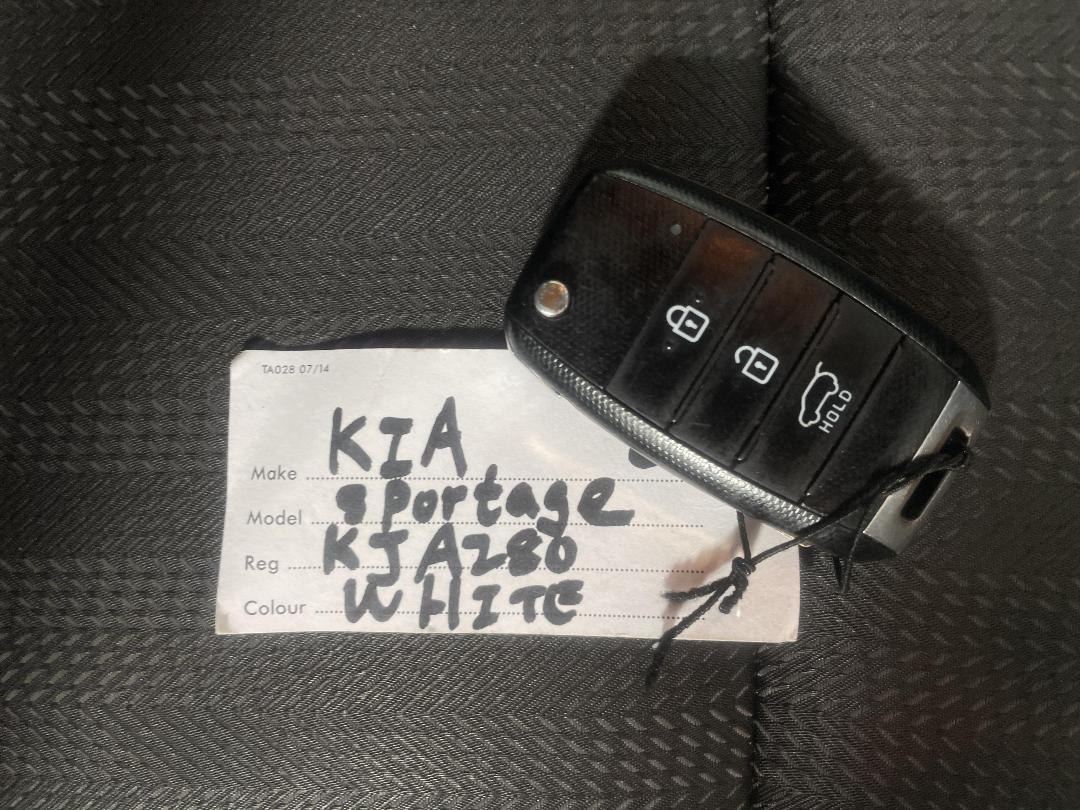 TA028 07/14
Make KIA
Model sportage
Reg KJA280
Colour WHITE
HOLD